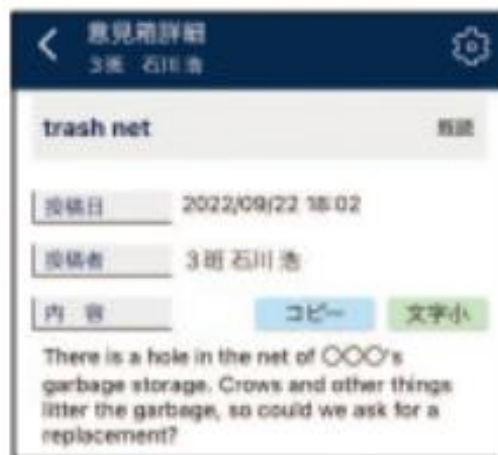 意見箱詳細
3班 石川 浩
trash net 既読
投稿日 2022/09/22 18:02
投稿者 3班 石川 浩
内 容 コピー 文字小
There is a hole in the net of ○○○'s
garbage storage. Crows and other things
litter the garbage, so could we ask for a
replacement?